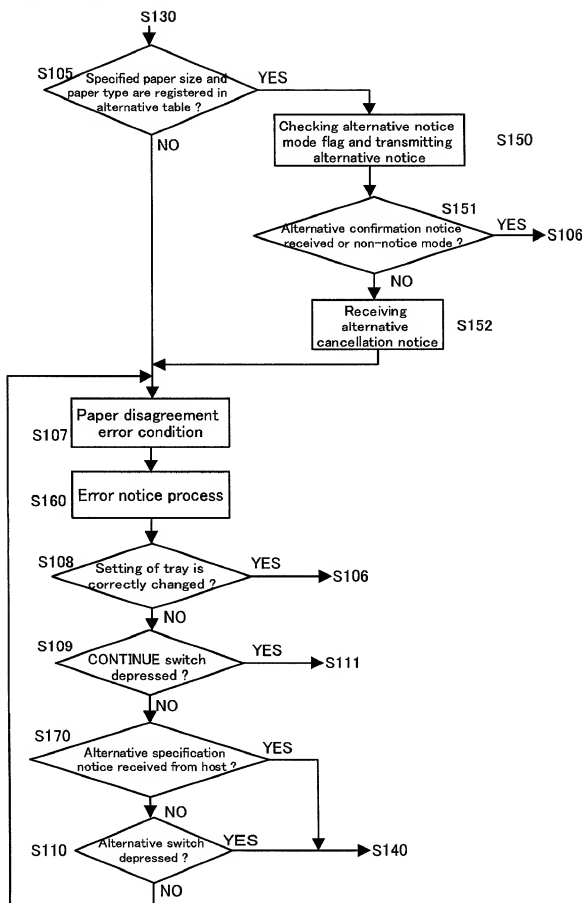 S130
S105
Specified paper size and
paper type are registered in
alternative table ?
YES
NO
Checking alternative notice
mode flag and transmitting
alternative notice
S150
S151
Alternative confirmation notice
received or non-notice mode ?
YES
S106
NO
Receiving
alternative
cancellation notice
S152
Paper disagreement
error condition
S107
Error notice process
S160
S108
Setting of tray is
correctly changed ?
YES
S106
NO
S109
CONTINUE switch
depressed ?
YES
S111
NO
S170
Alternative specification
notice received from host ?
YES
NO
S110
Alternative switch
depressed ?
YES
S140
NO